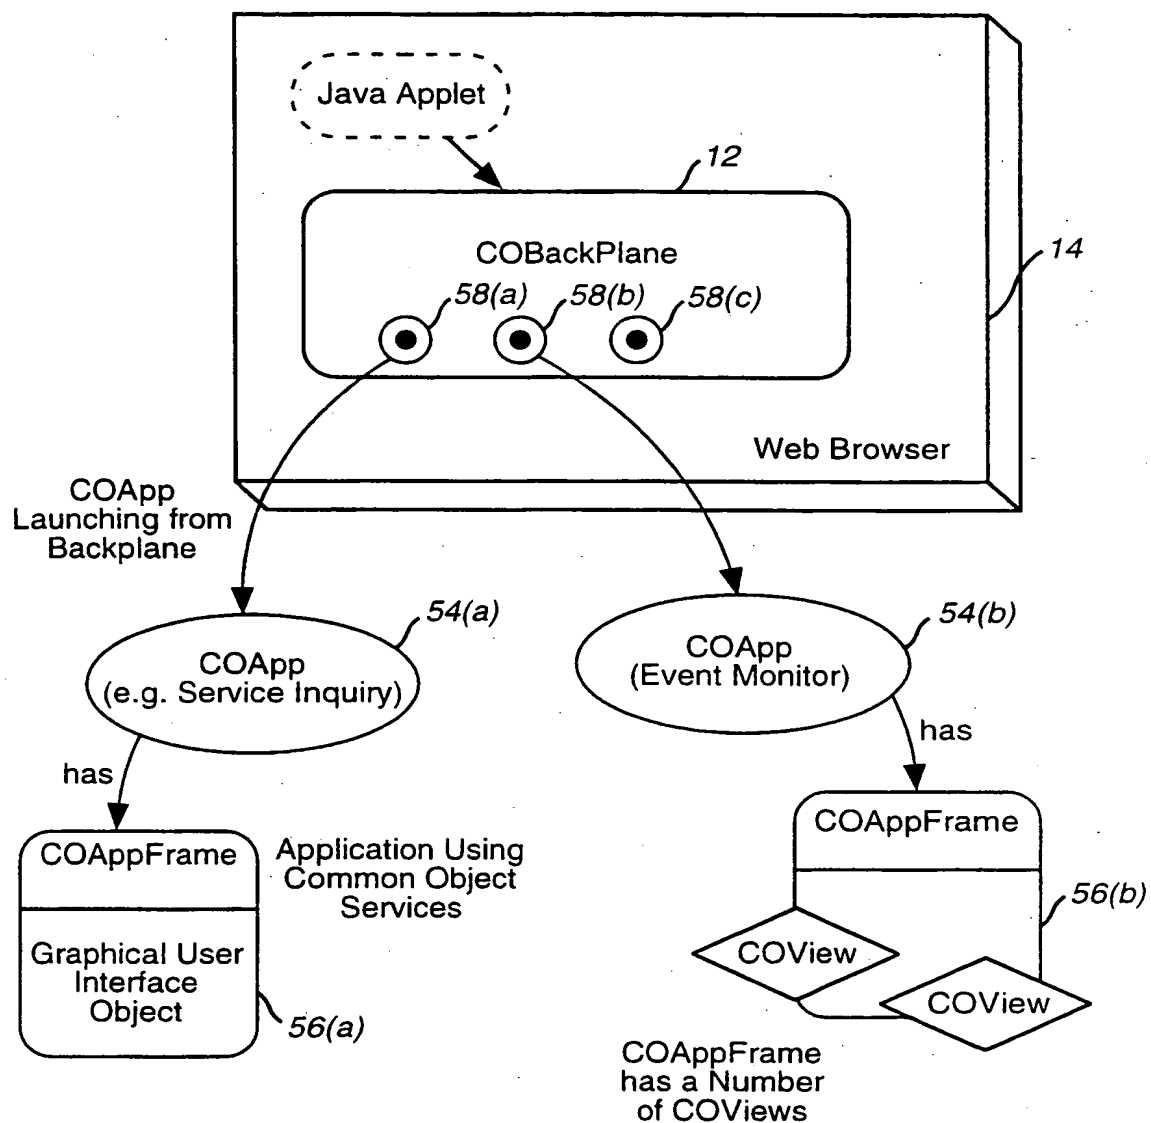 Java Applet
12
COBackPlane
14
58(a)
58(b)
58(c)
Web Browser
COApp
Launching from
Backplane
54(a)
54(b)
COApp
(e.g. Service Inquiry)
COApp
(Event Monitor)
has
has
COAppFrame
Application Using
Common Object
Services
COAppFrame
56(b)
Graphical User
Interface
Object
56(a)
COView
COView
COAppFrame
has a Number
of COViews